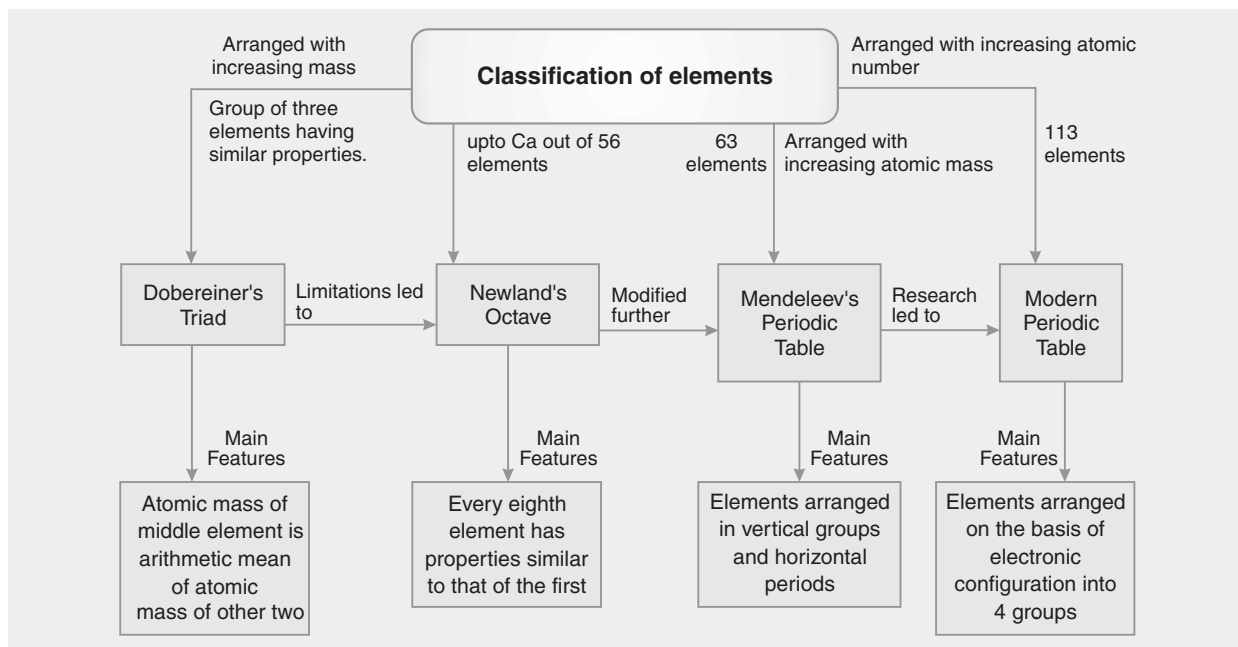 Classification of elements
Arranged with
increasing mass
Group of three
elements having
similar properties.
upto Ca out of 56
elements
63
elements
Arranged with
increasing atomic mass
Arranged with increasing atomic
number
113
elements
Dobereiner's
Triad
Limitations led
to
Newland's
Octave
Modified
further
Mendeleev's
Periodic
Table
Research
led to
Modern
Periodic
Table
Main
Features
Main
Features
Main
Features
Main
Features
Atomic mass of
middle element is
arithmetic mean
of atomic
mass of other two
Every eighth
element has
properties similar
to that of the first
Elements arranged
in vertical groups
and horizontal
periods
Elements arranged
on the basis of
electronic
configuration into
4 groups